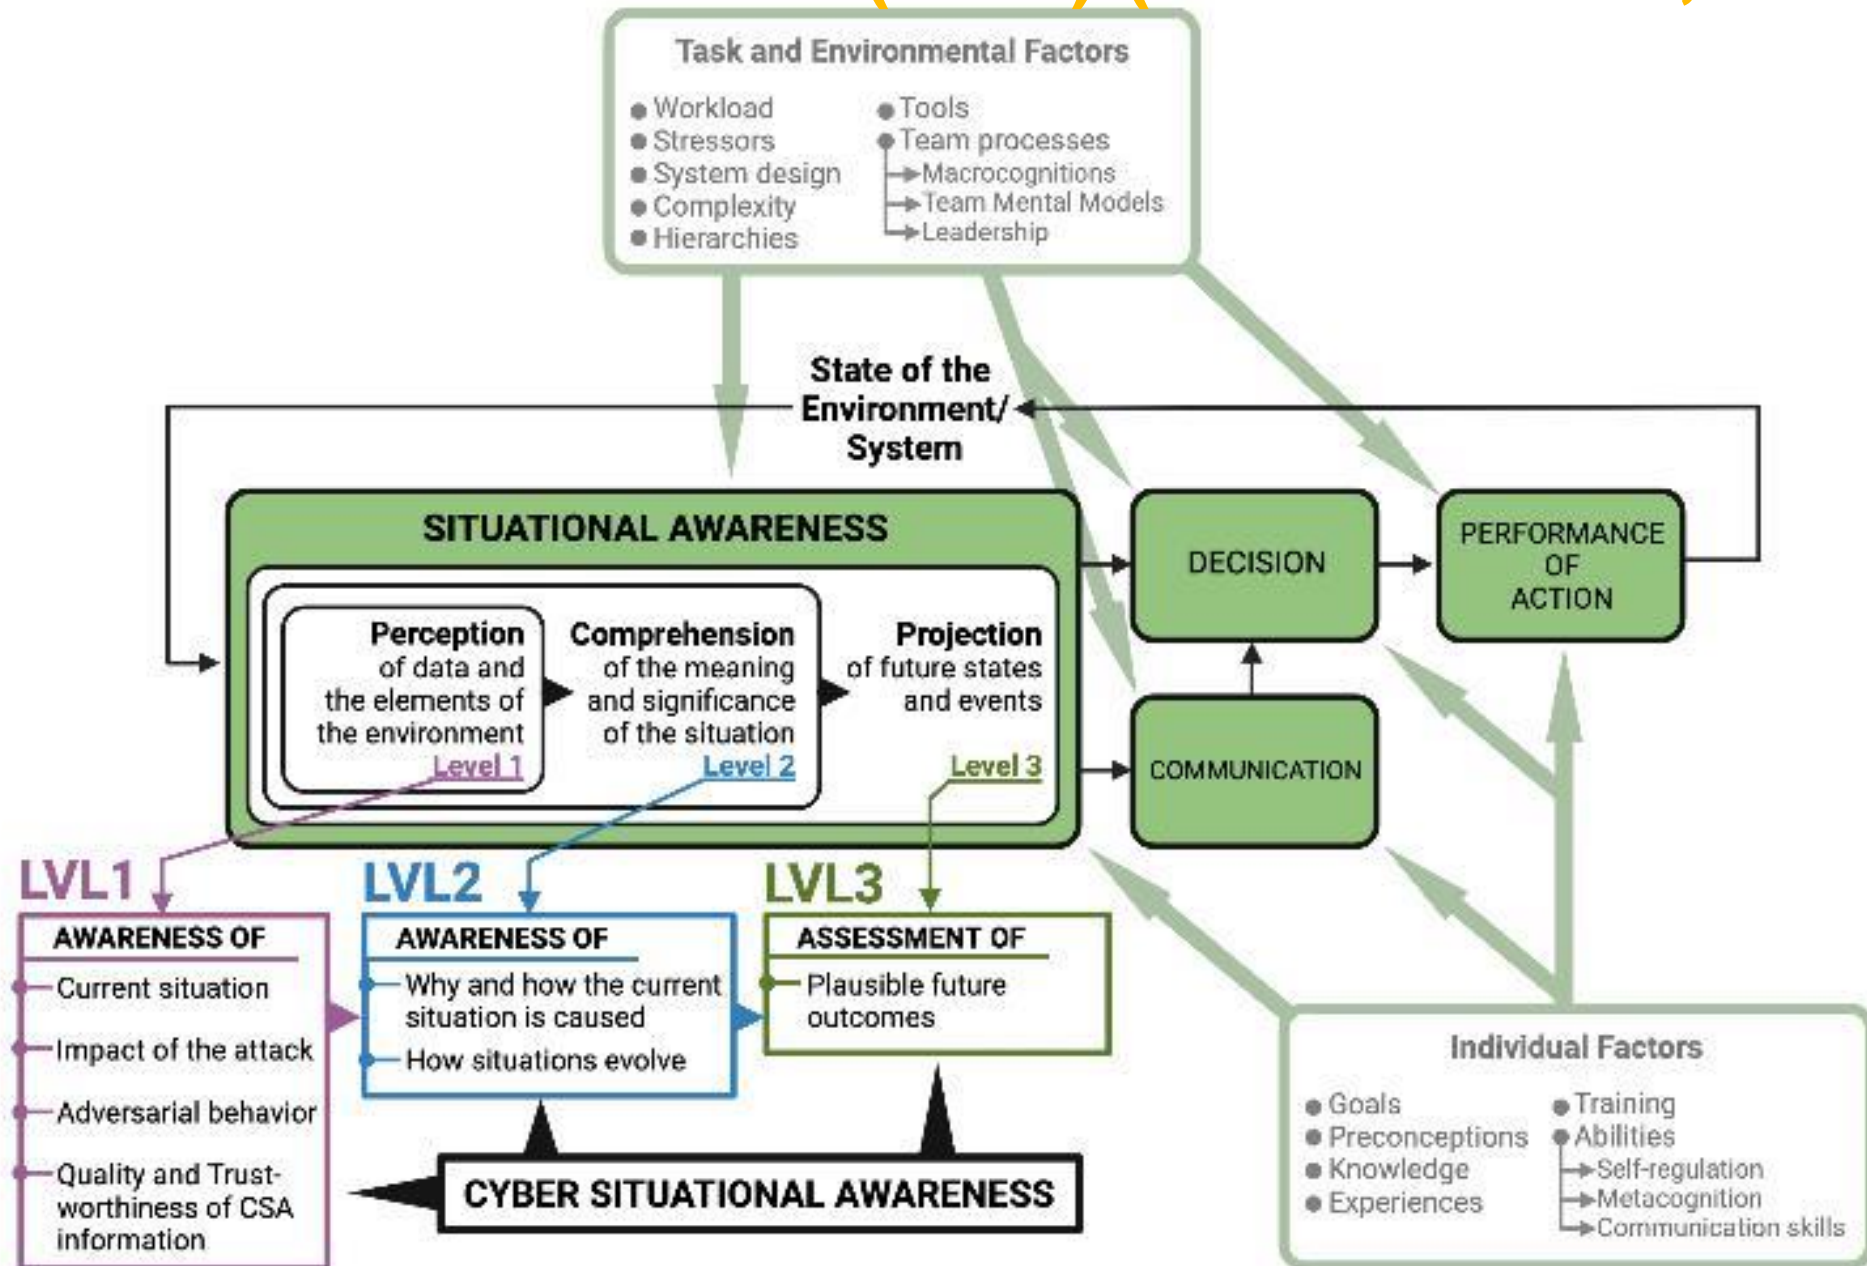 Task and Environmental Factors
Workload
Stressors
System design
Complexity
Hierarchies
Tools
Team processes
Macrocognitions
Team Mental Models
Leadership
State of the
Environment/
System
SITUATIONAL AWARENESS
Perception
of data and
the elements of
the environment
Level 1
Comprehension
of the meaning
and significance
of the situation
Level 2
Projection
of future states
and events
Level 3
DECISION
PERFORMANCE
OF
ACTION
COMMUNICATION
LVL1
AWARENESS OF
Current situation
Impact of the attack
Adversarial behavior
Quality and Trust-
worthiness of CSA
information
LVL2
AWARENESS OF
Why and how the current
situation is caused
How situations evolve
LVL3
ASSESSMENT OF
Plausible future
outcomes
CYBER SITUATIONAL AWARENESS
Individual Factors
Goals
Preconceptions
Knowledge
Experiences
Training
Abilities
Self-regulation
Metacognition
Communication skills